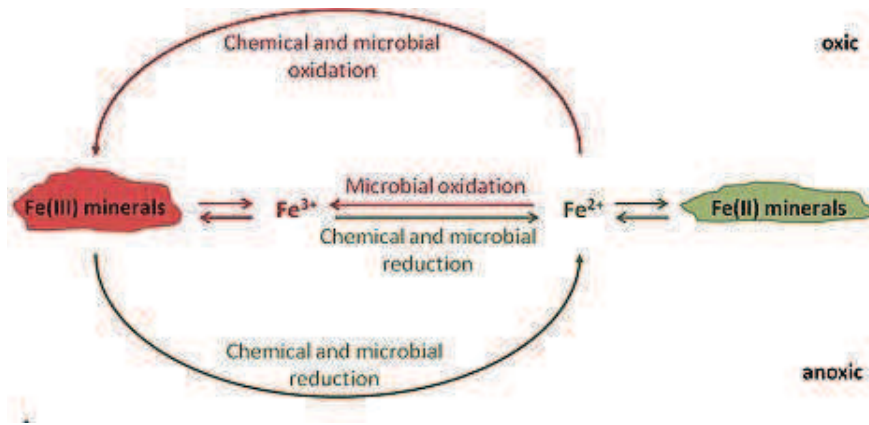 Chemical and microbial
oxidation
oxic
Fe(III) minerals
Fe³⁺
Microbial oxidation
Chemical and microbial
reduction
Fe²⁺
Fe(II) minerals
Chemical and microbial
reduction
anoxic